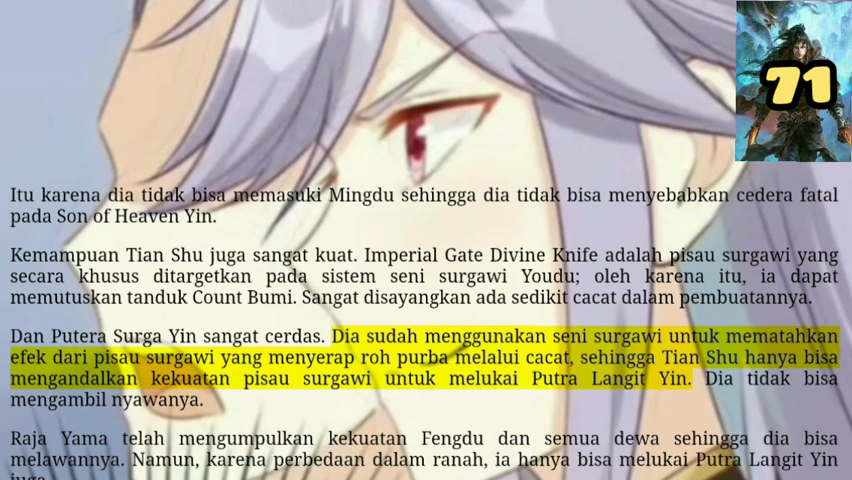 71
Itu karena dia tidak bisa memasuki Mingdu sehingga dia tidak bisa menyebabkan cedera fatal
pada Son of Heaven Yin.
Kemampuan Tian Shu juga sangat kuat. Imperial Gate Divine Knife adalah pisau surgawi yang
secara khusus ditargetkan pada sistem seni surgawi Youdu; oleh karena itu, ia dapat
memutuskan tanduk Count Bumi. Sangat disayangkan ada sedikit cacat dalam pembuatannya.
Dan Putera Surga Yin sangat cerdas. Dia sudah menggunakan seni surgawi untuk mematahkan
efek dari pisau surgawi yang menyerap roh purba melalui cacat, sehingga Tian Shu hanya bisa
mengandalkan kekuatan pisau surgawi untuk melukai Putra Langit Yin. Dia tidak bisa
mengambil nyawanya.
Raja Yama telah mengumpulkan kekuatan Fengdu dan semua dewa sehingga dia bisa
melawannya. Namun, karena perbedaan dalam ranah, ia hanya bisa melukai Putra Langit Yin
juga